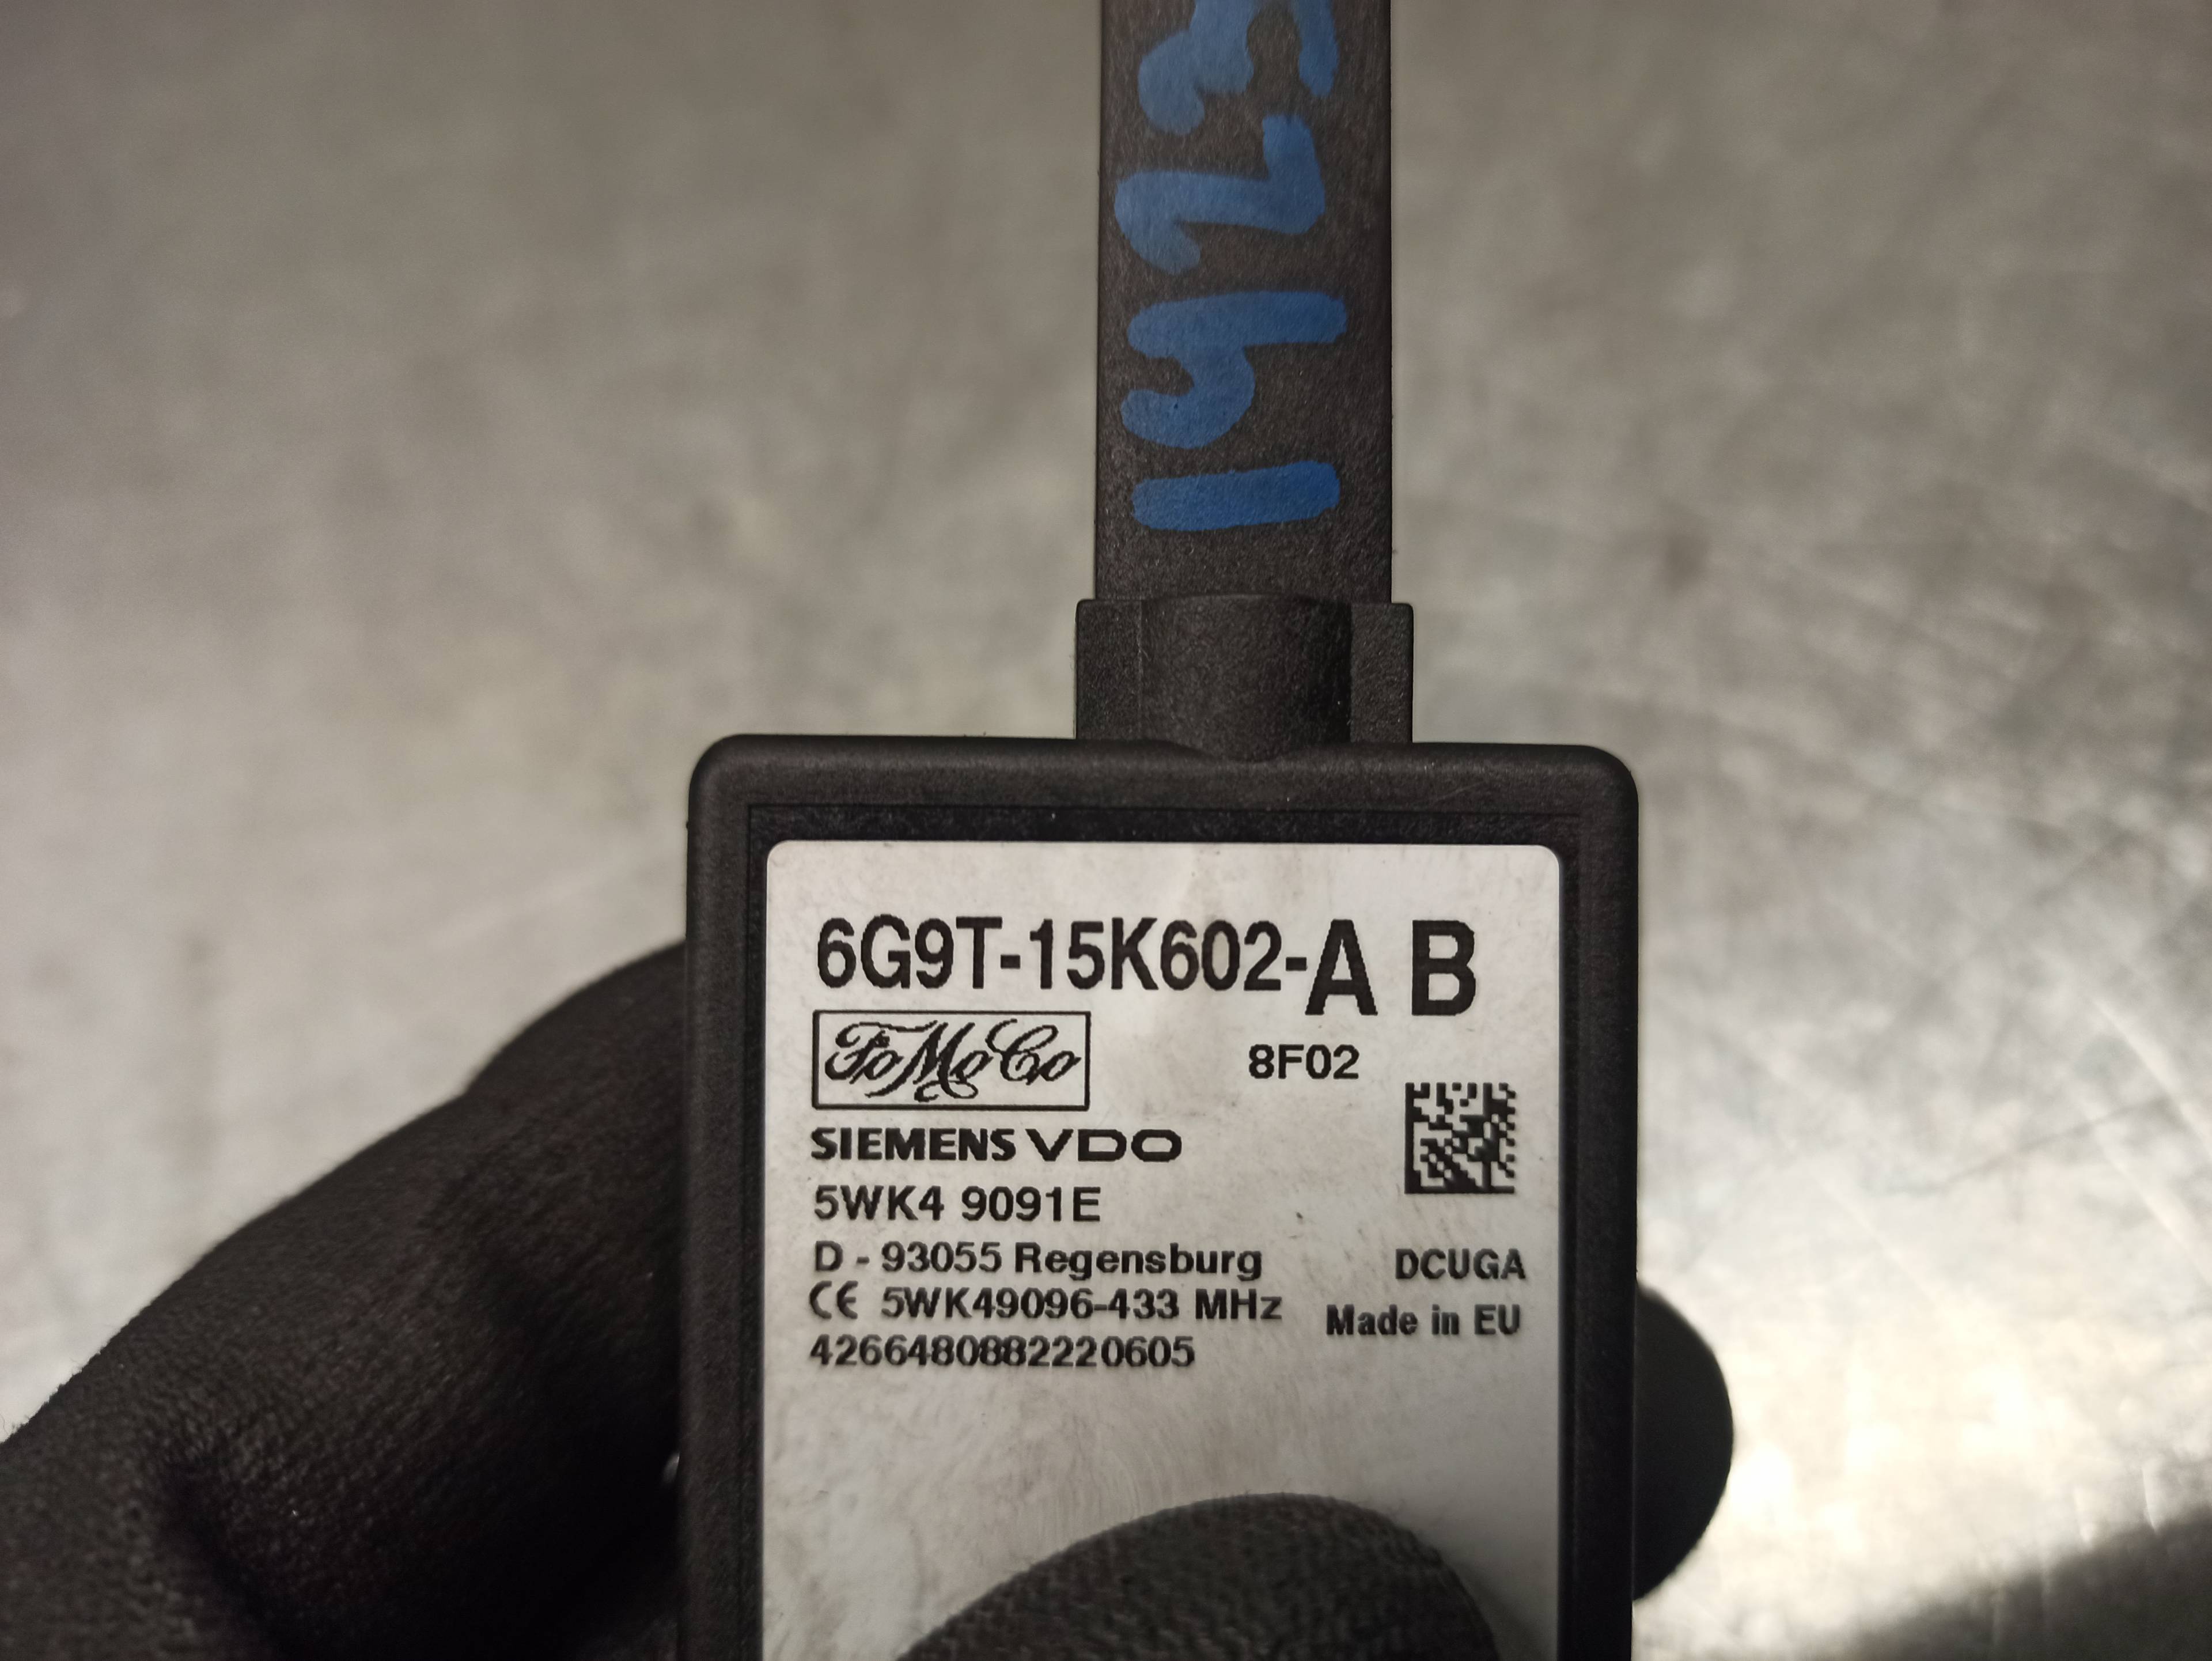 1423
6G9T-15K602-A B
FoMoCo
8F02
SIEMENS VDO
5WK4 9091E
D - 93055 Regensburg
DCUGA
CE 5WK49096-433 MHz
Made in EU
4266480882220605